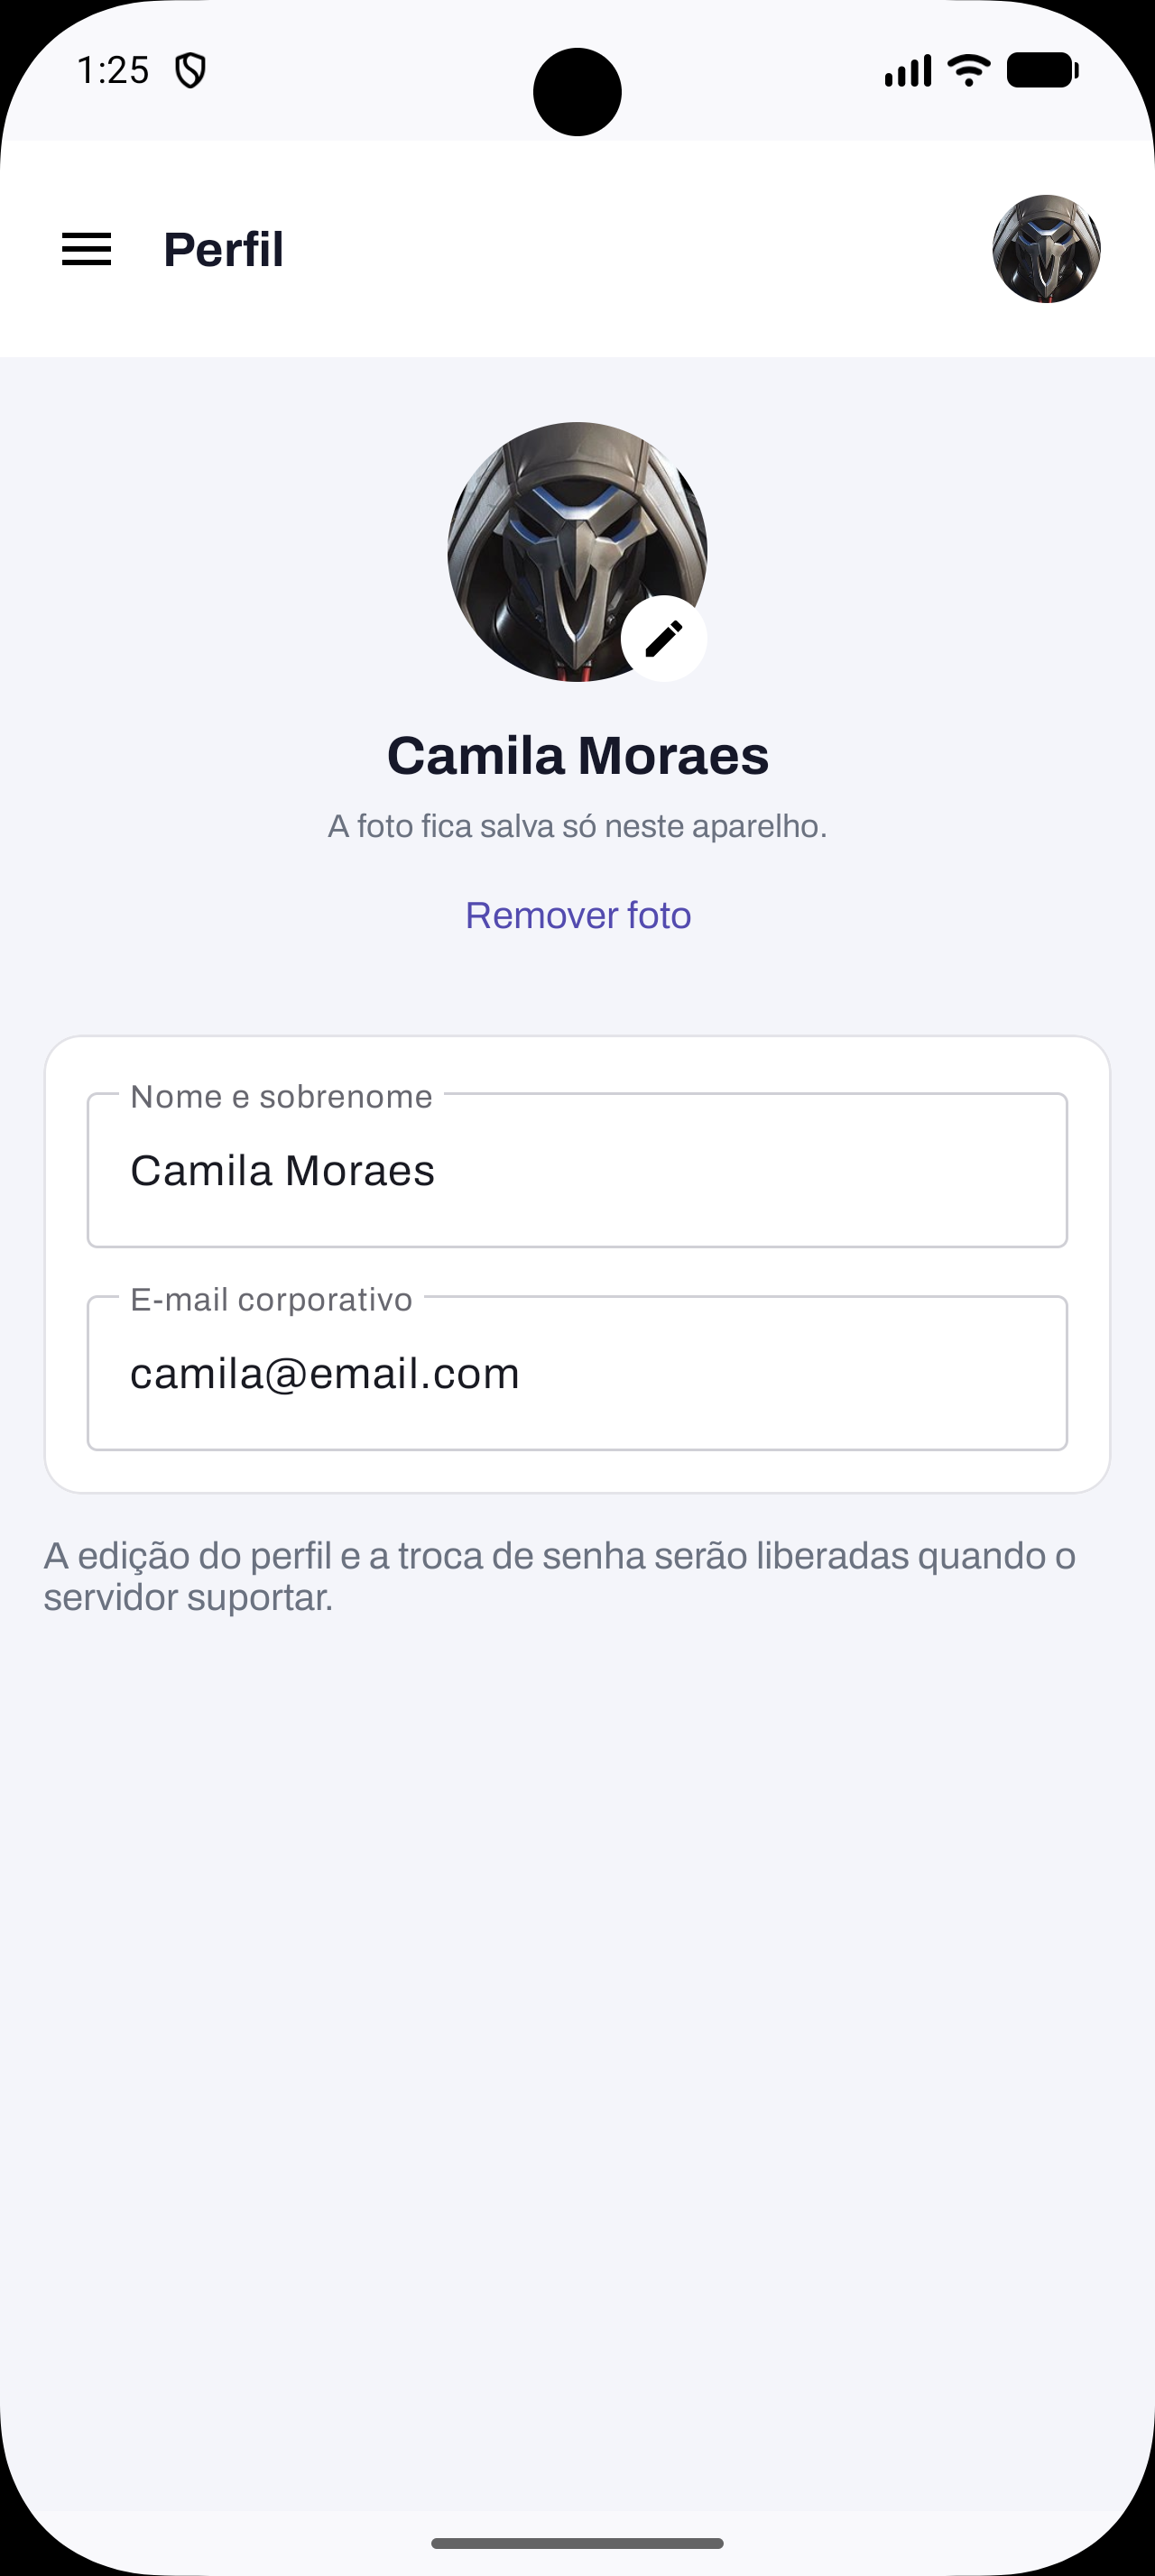 1:25
Perfil
Camila Moraes
A foto fica salva só neste aparelho.
Remover foto
Nome e sobrenome
Camila Moraes
E-mail corporativo
camila@email.com
A edição do perfil e a troca de senha serão liberadas quando o
servidor suportar.